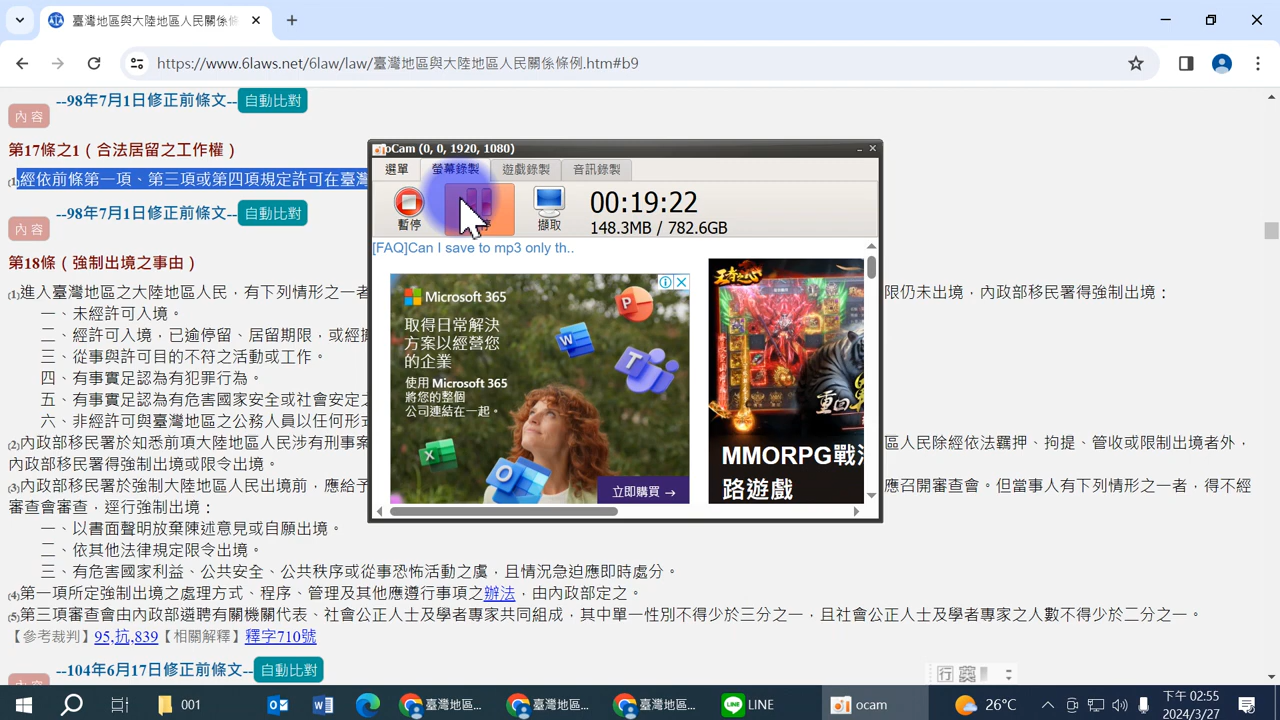 臺灣地區與大陸地區人民關係條
https://www.6laws.net/6law/law/臺灣地區與大陸地區人民關係條例.htm#b9
--98年7月1日修正前條文--自動比對
內 容
第17條之1（合法居留之工作權）
(1)經依前條第一項、第三項或第四項規定許可在臺灣
--98年7月1日修正前條文--自動比對
內 容
第18條（強制出境之事由）
(1)進入臺灣地區之大陸地區人民，有下列情形之一者
限仍未出境，內政部移民署得強制出境：
一、未經許可入境。
二、經許可入境，已逾停留、居留期限，或經
三、從事與許可目的不符之活動或工作。
四、有事實足認為有犯罪行為。
五、有事實足認為有危害國家安全或社會安定
六、非經許可與臺灣地區之公務人員以任何形式
(2)內政部移民署於知悉前項大陸地區人民涉有刑事案
區人民除經依法羈押、拘提、管收或限制出境者外，
內政部移民署得強制出境或限令出境。
(3)內政部移民署於強制大陸地區人民出境前，應給予
應召開審查會。但當事人有下列情形之一者，得不經
審查會審查，逕行強制出境：
一、以書面聲明放棄陳述意見或自願出境。
二、依其他法律規定限令出境。
三、有危害國家利益、公共安全、公共秩序或從事恐怖活動之虞，且情況急迫應即時處分。
(4)第一項所定強制出境之處理方式、程序、管理及其他應遵行事項之辦法，由內政部定之。
(5)第三項審查會由內政部遴聘有關機關代表、社會公正人士及學者專家共同組成，其中單一性別不得少於三分之一，且社會公正人士及學者專家之人數不得少於二分之一。
【參考裁判】95,抗,839【相關解釋】釋字710號
--104年6月17日修正前條文--自動比對
內 容
pCam (0, 0, 1920, 1080)
選單 螢幕錄製 遊戲錄製 音訊錄製
暫停 擷取
00:19:22
148.3MB / 782.6GB
[FAQ]Can I save to mp3 only th..
Microsoft 365
取得日常解決
方案以經營您
的企業
使用 Microsoft 365
將您的整個
公司連結在一起。
立即購買 →
王者之心
重回
MMORPG戰
路遊戲
行 英
001
臺灣地區與...
臺灣地區與...
臺灣地區與...
LINE
ocam
26°C
下午 02:55
2024/3/27